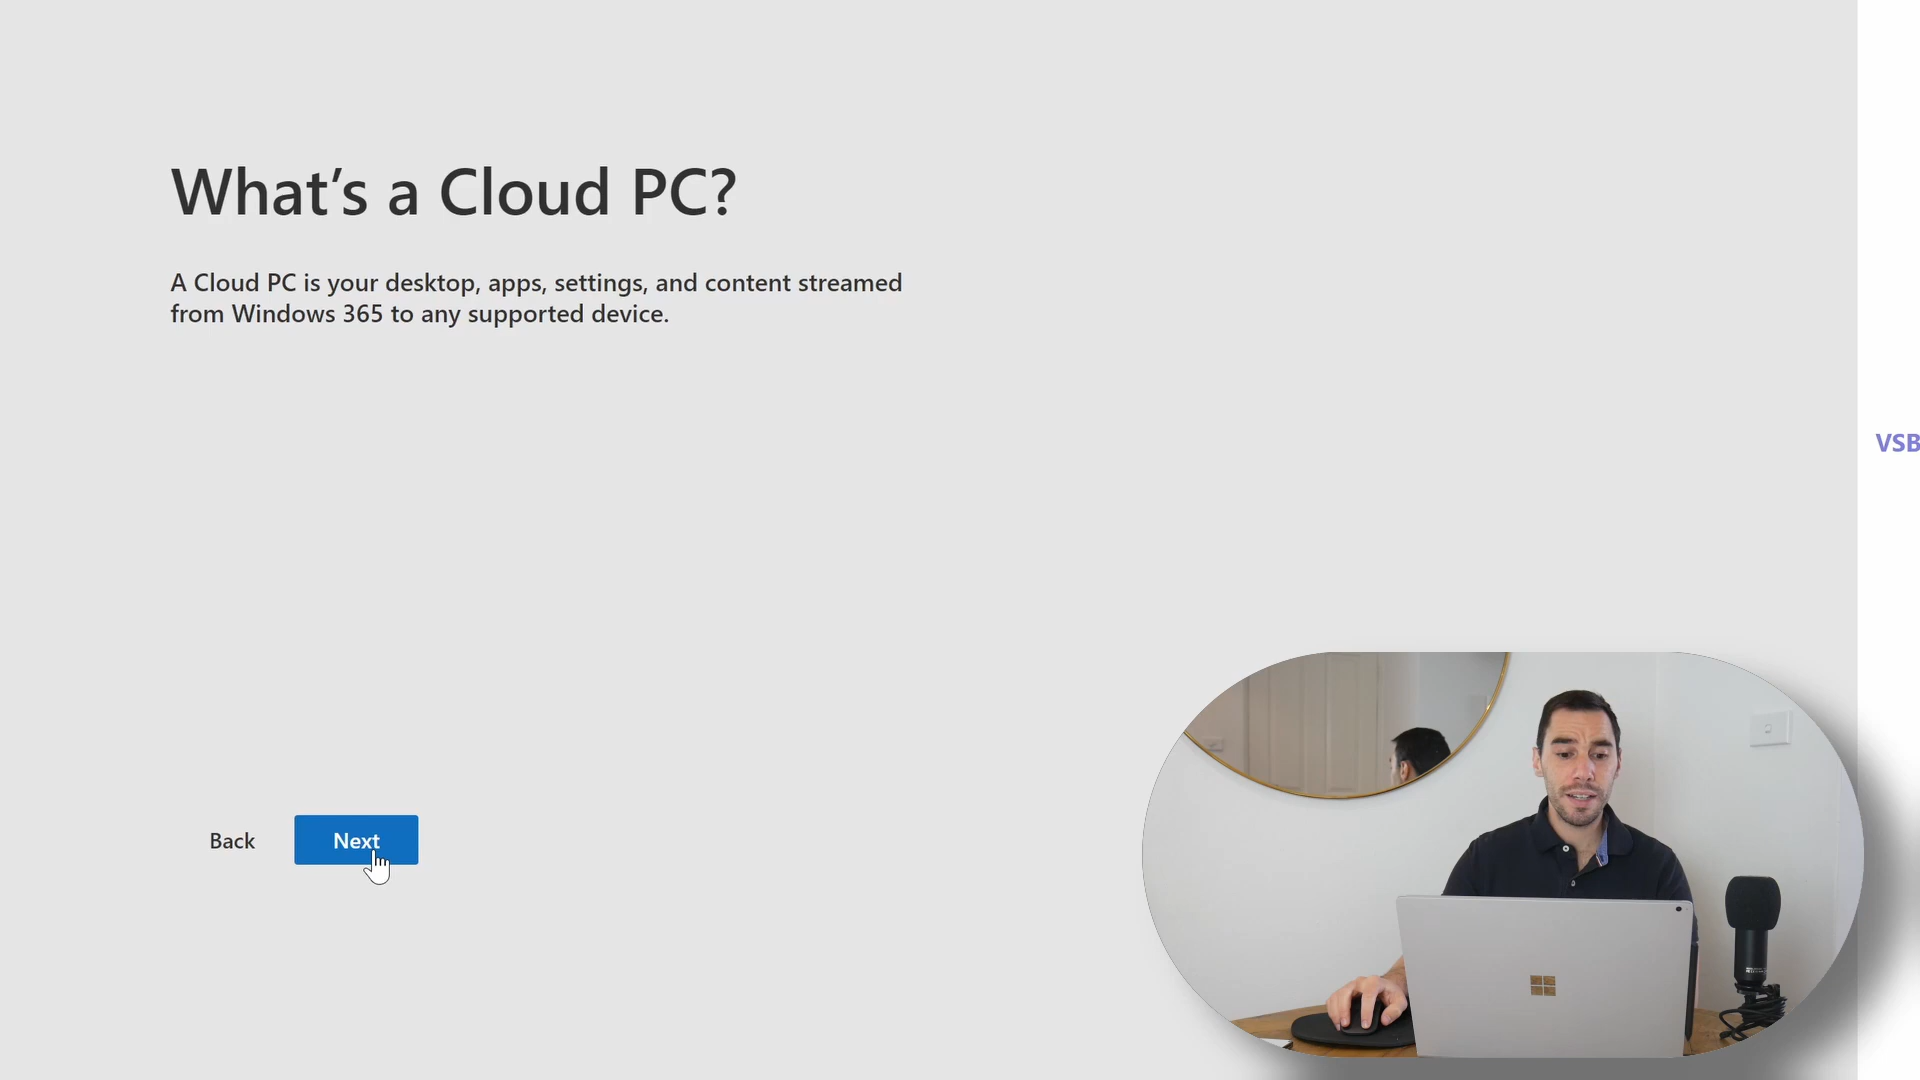 What's a Cloud PC?
A Cloud PC is your desktop, apps, settings, and content streamed
from Windows 365 to any supported device.
VSB
Back
Next